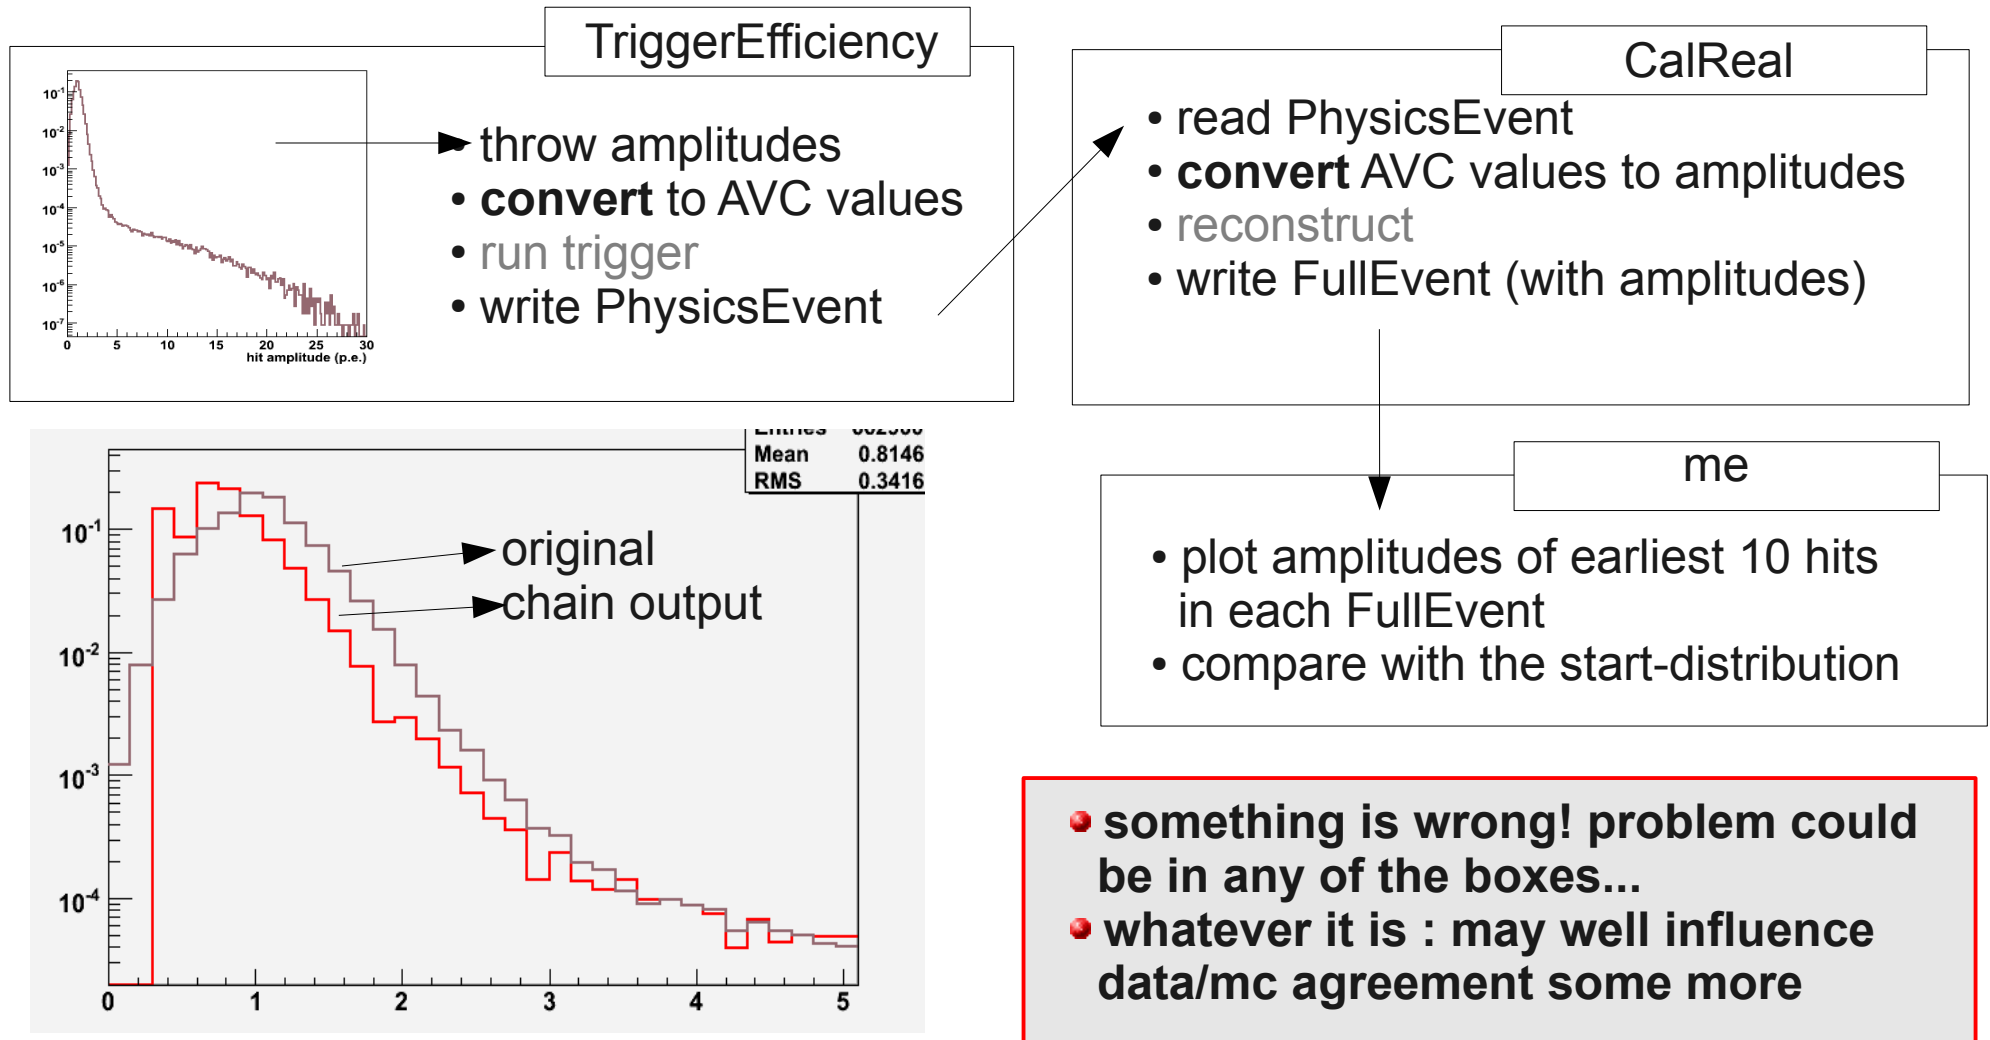 TriggerEfficiency
10⁻¹
10⁻²
10⁻³
10⁻⁴
10⁻⁵
10⁻⁶
10⁻⁷
0 5 10 15 20 25 30
hit amplitude (p.e.)
• throw amplitudes
• convert to AVC values
• run trigger
• write PhysicsEvent
CalReal
• read PhysicsEvent
• convert AVC values to amplitudes
• reconstruct
• write FullEvent (with amplitudes)
Entries
Mean 0.8146
RMS 0.3416
10⁻¹
10⁻²
10⁻³
10⁻⁴
0 1 2 3 4 5
original
chain output
me
• plot amplitudes of earliest 10 hits
in each FullEvent
• compare with the start-distribution
something is wrong! problem could
be in any of the boxes...
whatever it is : may well influence
data/mc agreement some more